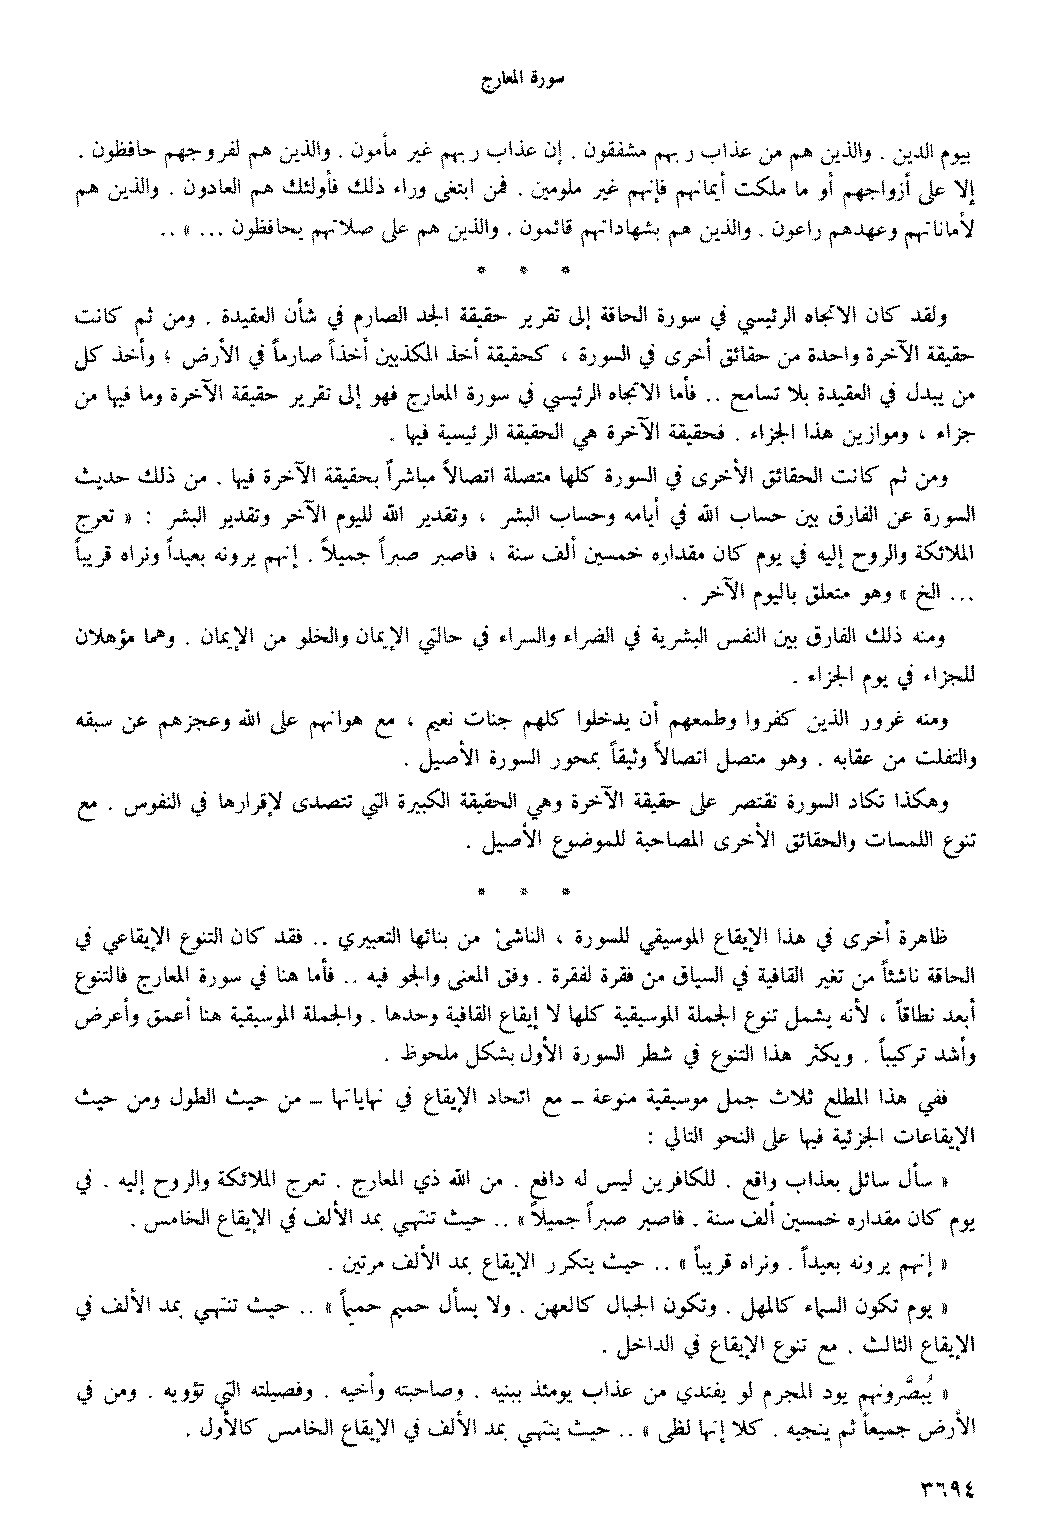 سورة المعارج
بيوم الدين . والذين هم من عذاب ربهم مشفقون . إن عذاب ربهم غير مأمون . والذين هم لفروجهم حافظون .
إلا على أزواجهم أو ما ملكت أيمانهم فإنهم غير ملومين . فمن ابتغى وراء ذلك فأولئك هم العادون . والذين هم
لأماناتهم وعهدهم راعون . والذين هم بشهاداتهم قائمون . والذين هم على صلاتهم يحافظون ... » ..
* * *
ولقد كان الاتجاه الرئيسي في سورة الحاقة إلى تقرير حقيقة الجد الصارم في شأن العقيدة . ومن ثم كانت
حقيقة الآخرة واحدة من حقائق أخرى في السورة ، كحقيقة أخذ المكذبين أخذاً صارماً في الأرض ؛ وأخذ كل
من يبدل في العقيدة بلا تسامح .. فأما الاتجاه الرئيسي في سورة المعارج فهو إلى تقرير حقيقة الآخرة وما فيها من
جزاء ، وموازين هذا الجزاء . فحقيقة الآخرة هي الحقيقة الرئيسية فيها .
ومن ثم كانت الحقائق الأخرى في السورة كلها متصلة اتصالاً مباشراً بحقيقة الآخرة فيها . من ذلك حديث
السورة عن الفارق بين حساب الله في أيامه وحساب البشر ، وتقدير الله لليوم الآخر وتقدير البشر : « تعرج
الملائكة والروح إليه في يوم كان مقداره خمسين ألف سنة ، فاصبر صبراً جميلاً . إنهم يرونه بعيداً ونراه قريباً
... الخ » وهو متعلق باليوم الآخر .
ومنه ذلك الفارق بين النفس البشرية في الضراء والسراء في حالتي الإيمان والخلو من الإيمان . وهما مؤهلان
للجزاء في يوم الجزاء .
ومنه غرور الذين كفروا وطمعهم أن يدخلوا كلهم جنات نعيم ، مع هوانهم على الله وعجزهم عن سبقه
والتفلت من عقابه . وهو متصل اتصالاً وثيقاً بمحور السورة الأصيل .
وهكذا تكاد السورة تقتصر على حقيقة الآخرة وهي الحقيقة الكبيرة التي تتصدى لإقرارها في النفوس . مع
تنوع اللمسات والحقائق الأخرى المصاحبة للموضوع الأصيل .
* * *
ظاهرة أخرى في هذا الإيقاع الموسيقي للسورة ، الناشئ من بنائها التعبيري .. فقد كان التنوع الإيقاعي في
الحاقة ناشئاً من تغير القافية في السياق من فقرة لفقرة . وفق المعنى والجو فيه .. فأما هنا في سورة المعارج فالتنوع
أبعد نطاقاً ، لأنه يشمل تنوع الجملة الموسيقية كلها لا إيقاع القافية وحدها . والجملة الموسيقية هنا أعمق وأعرض
وأشد تركيباً . ويكثر هذا التنوع في شطر السورة الأول بشكل ملحوظ .
ففي هذا المطلع ثلاث جمل موسيقية منوعة – مع اتحاد الإيقاع في نهاياتها – من حيث الطول ومن حيث
الإيقاعات الجزئية فيها على النحو التالي :
« سأل سائل بعذاب واقع . للكافرين ليس له دافع . من الله ذي المعارج . تعرج الملائكة والروح إليه . في
يوم كان مقداره خمسين ألف سنة . فاصبر صبراً جميلاً » .. حيث تنتهي بمد الألف في الإيقاع الخامس .
« إنهم يرونه بعيداً . ونراه قريباً » .. حيث يتكرر الإيقاع بمد الألف مرتين .
« يوم تكون السماء كالمهل . وتكون الجبال كالعهن . ولا يسأل حميم حميماً » .. حيث تنتهي بمد الألف في
الإيقاع الثالث . مع تنوع الإيقاع في الداخل .
« يُبصَّرونهم يود المجرم لو يفتدي من عذاب يومئذ ببنيه . وصاحبته وأخيه . وفصيلته التي تؤويه . ومن في
الأرض جميعاً ثم ينجيه . كلا إنها لظى » .. حيث ينتهي بمد الألف في الإيقاع الخامس كالأول .
٣٦٩٤